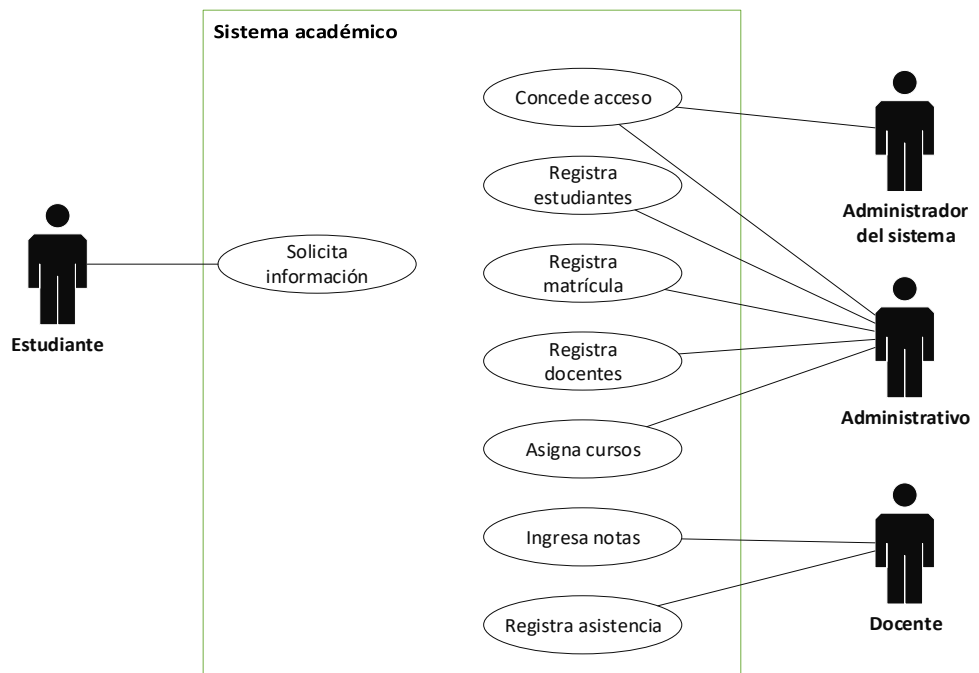 Sistema académico
Concede acceso
Registra
estudiantes
Administrador
del sistema
Solicita
información
Registra
matrícula
Estudiante
Registra
docentes
Administrativo
Asigna cursos
Ingresa notas
Registra asistencia
Docente